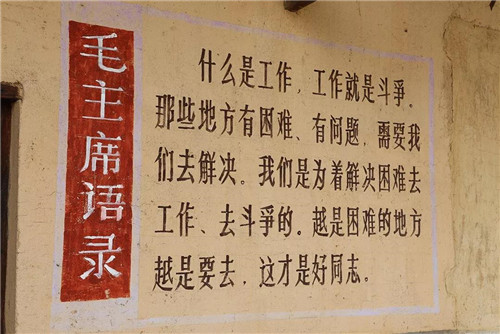 毛主席语录
什么是工作，工作就是斗爭。
那些地方有困难、有问题，需要我
们去解决。我们是为着解决困难去
工作、去斗爭的。越是困难的地方
越是要去，这才是好同志。